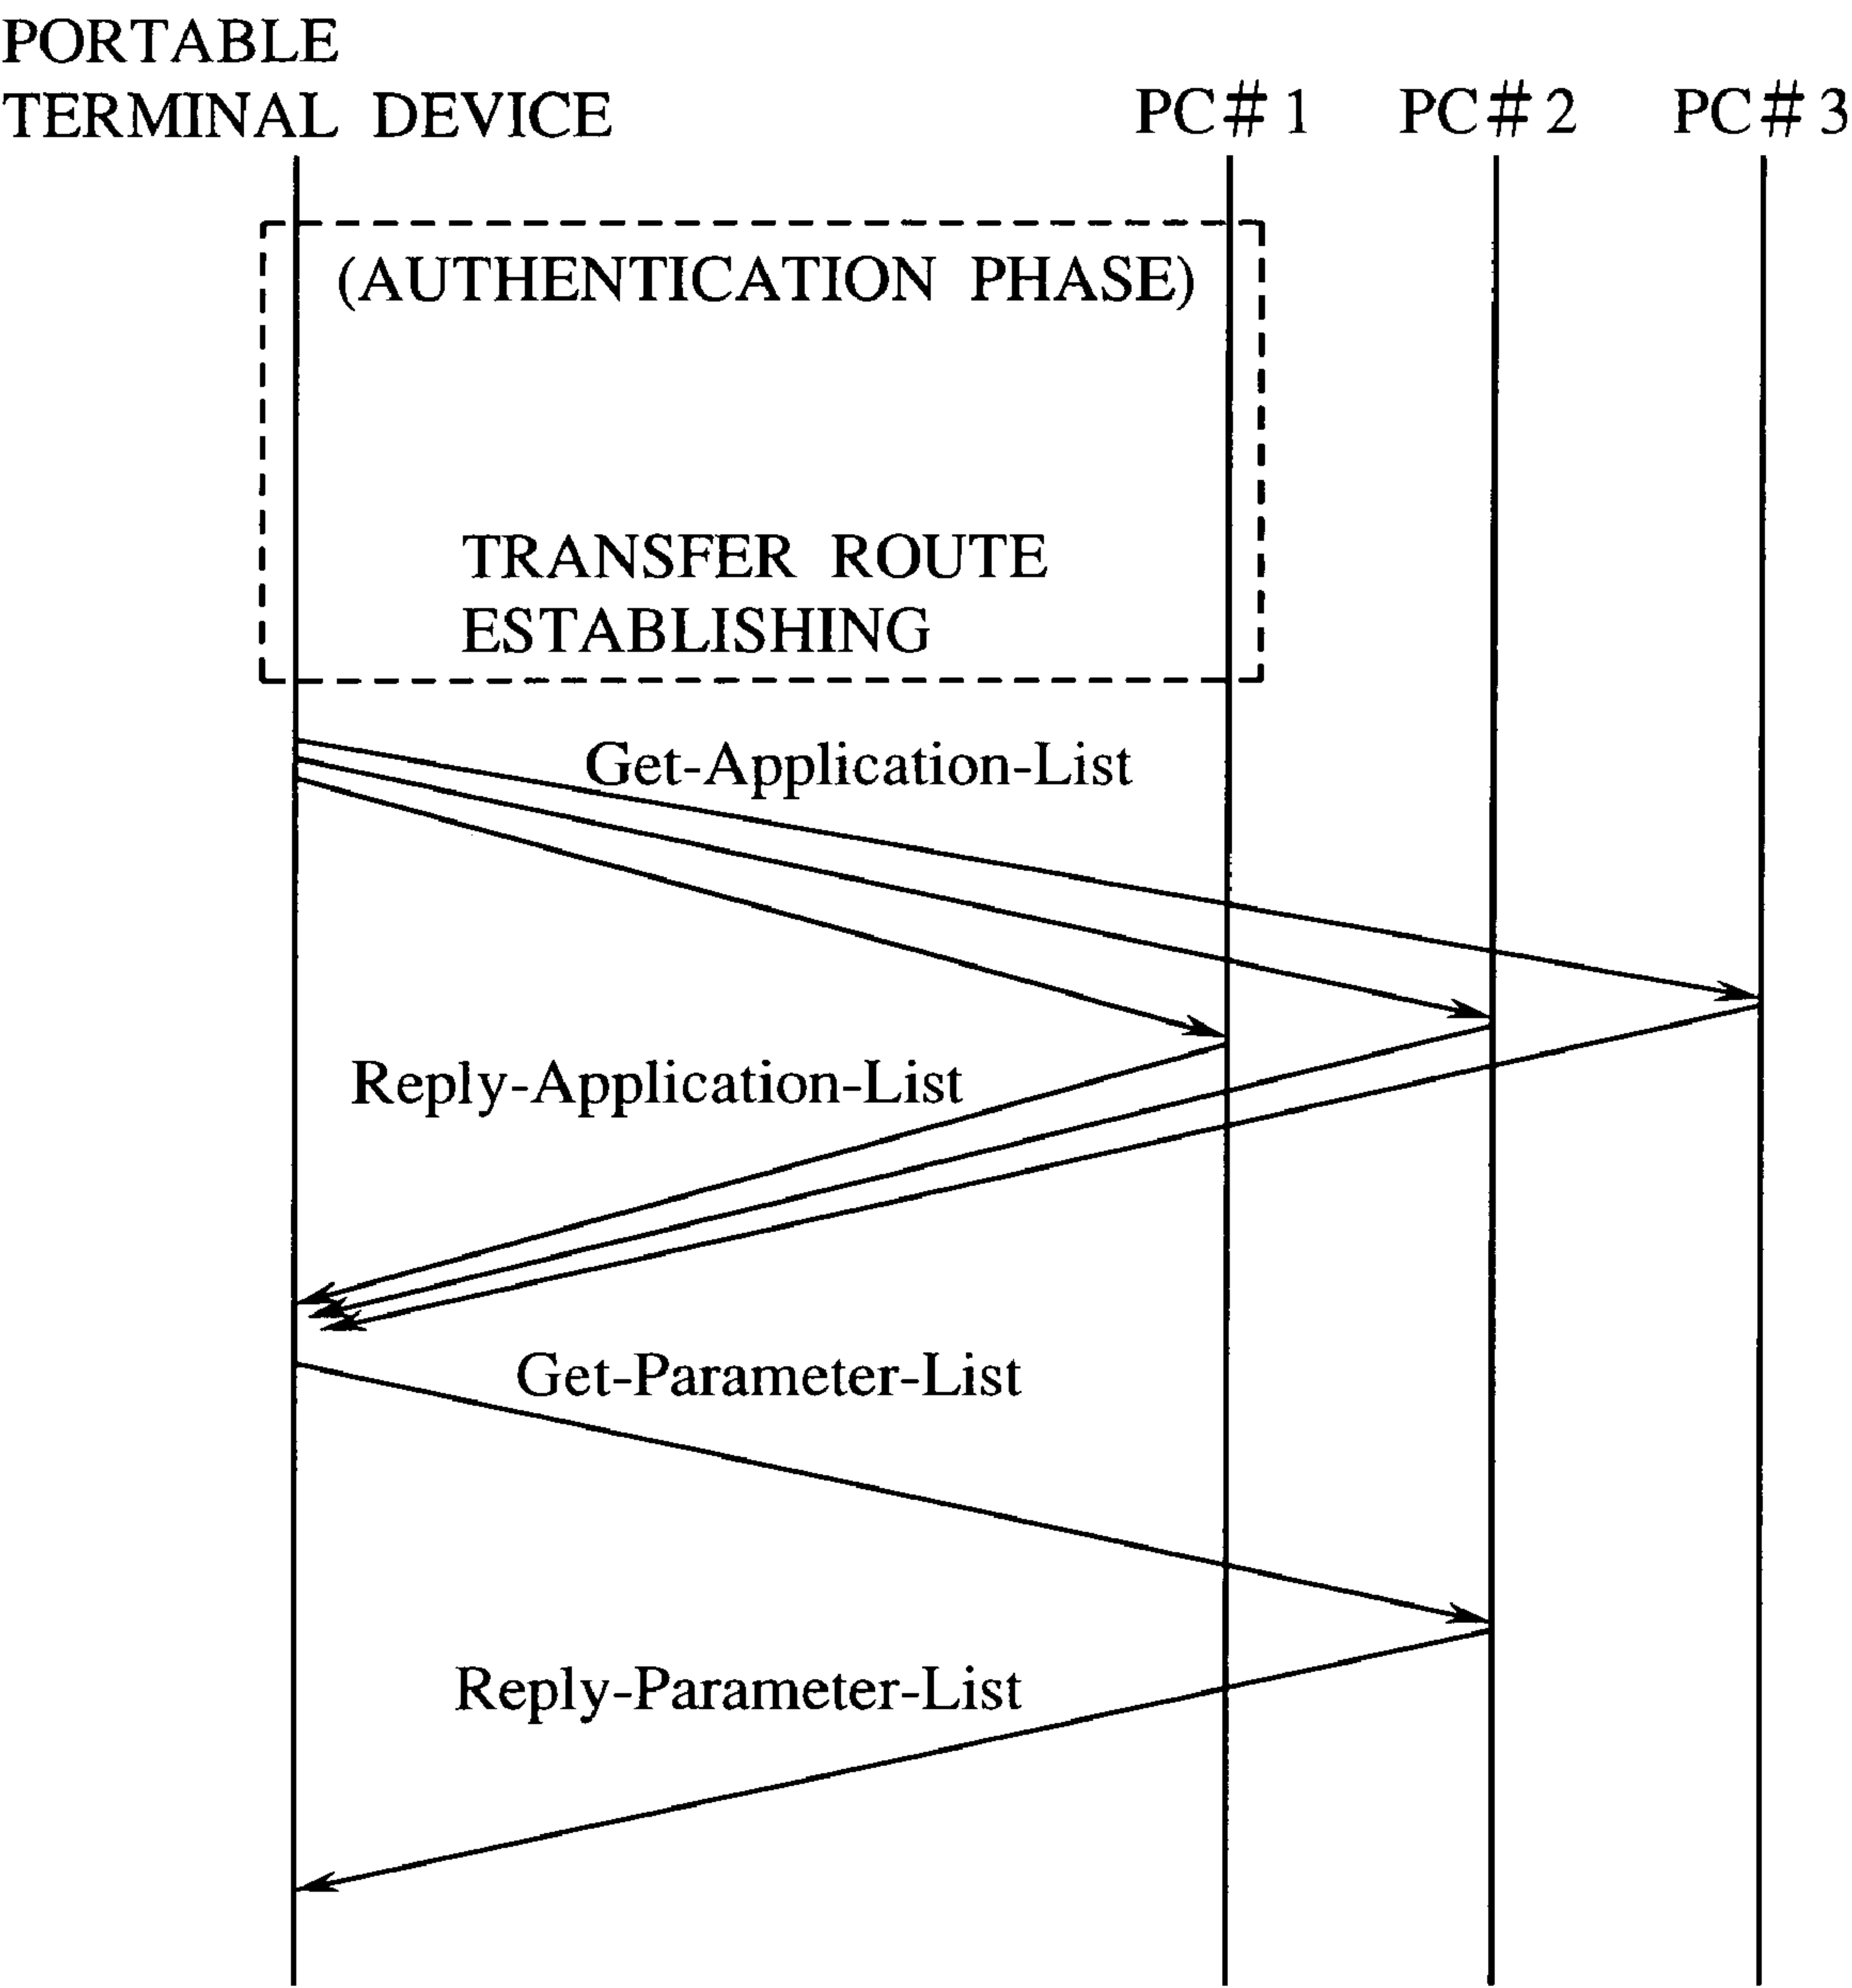 PORTABLE
TERMINAL DEVICE
PC#1 PC#2 PC#3
(AUTHENTICATION PHASE)
TRANSFER ROUTE
ESTABLISHING
Get-Application-List
Reply-Application-List
Get-Parameter-List
Reply-Parameter-List